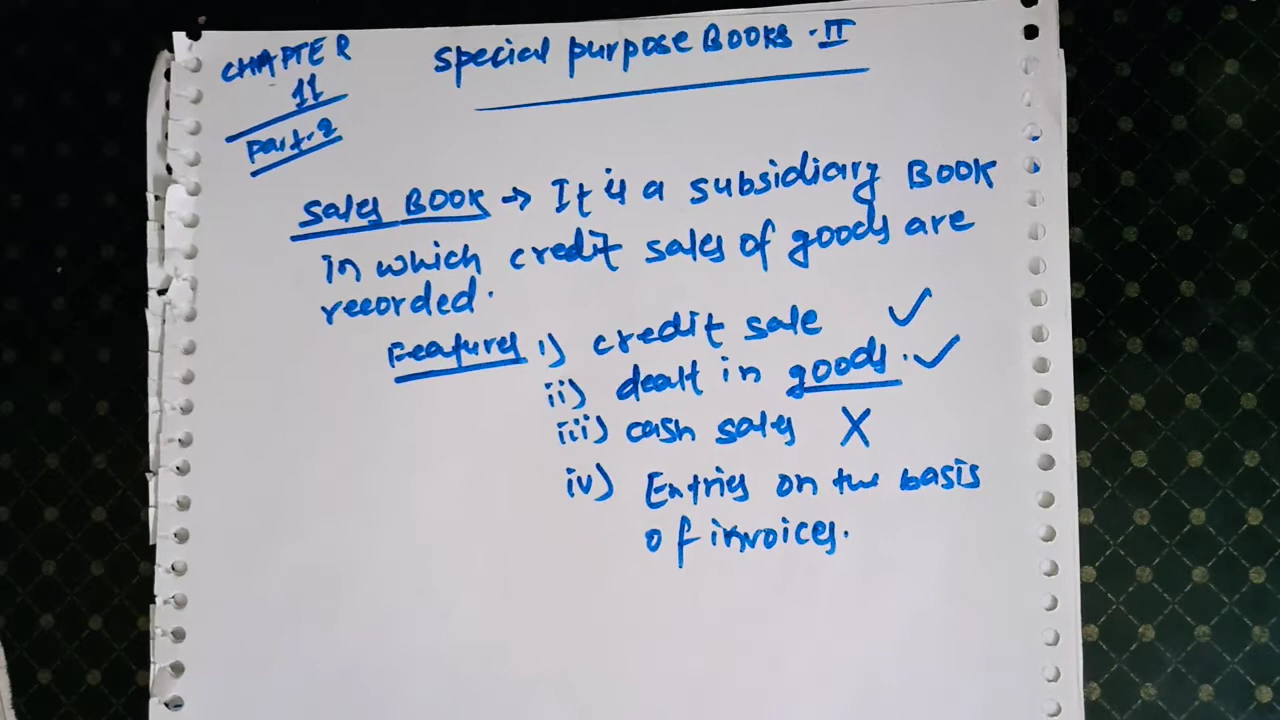 CHAPTER
11
Part-2
Special purpose BOOKS-II
Sales BOOK → It is a subsidiary BOOK
in which credit sales of goods are
recorded.
Features i) credit sale ✓
ii) dealt in goods. ✓
iii) cash sales X
iv) Entries on the basis
of invoices.